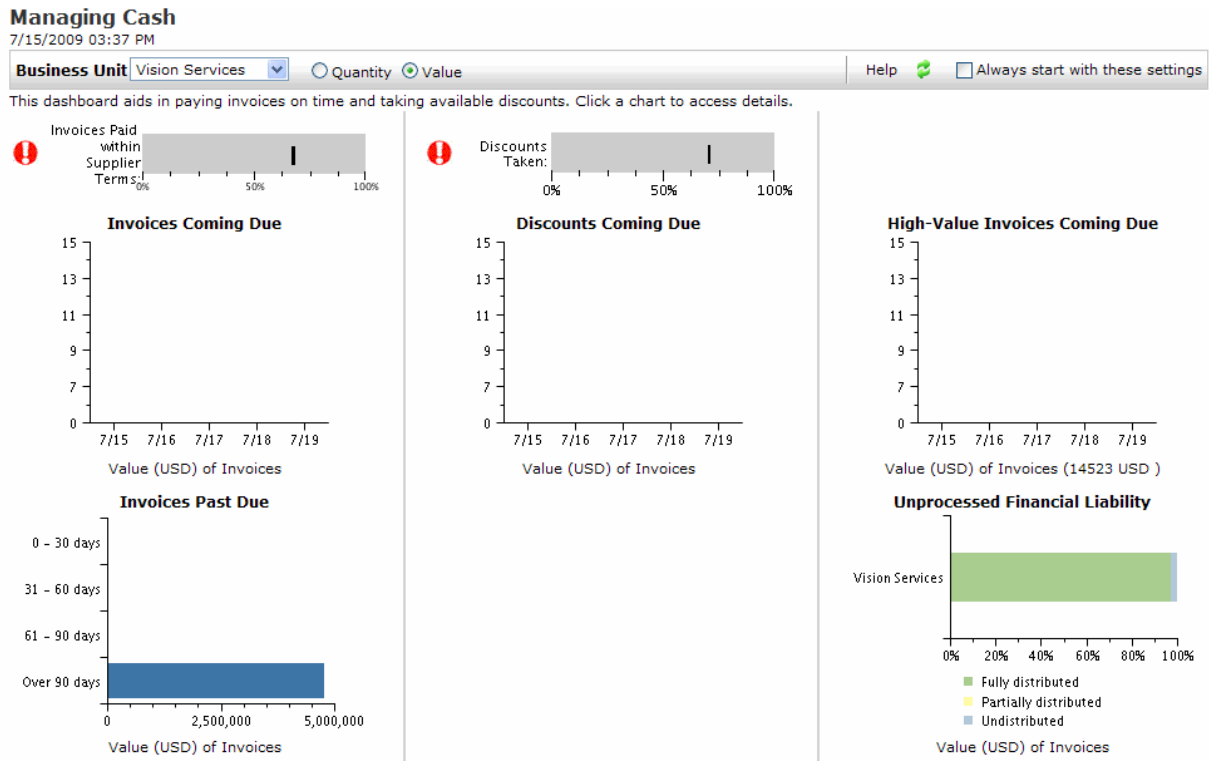 Managing Cash
7/15/2009 03:37 PM
Business Unit Vision Services Quantity Value Help Always start with these settings
This dashboard aids in paying invoices on time and taking available discounts. Click a chart to access details.
Invoices Paid
within
Supplier
Terms:
0% 50% 100%
Discounts
Taken:
0% 50% 100%
Invoices Coming Due
15
13
11
9
7
0
7/15 7/16 7/17 7/18 7/19
Value (USD) of Invoices
Discounts Coming Due
15
13
11
9
7
0
7/15 7/16 7/17 7/18 7/19
Value (USD) of Invoices
High-Value Invoices Coming Due
15
13
11
9
7
0
7/15 7/16 7/17 7/18 7/19
Value (USD) of Invoices (14523 USD )
Invoices Past Due
0 - 30 days
31 - 60 days
61 - 90 days
Over 90 days
0 2,500,000 5,000,000
Value (USD) of Invoices
Unprocessed Financial Liability
Vision Services
0% 20% 40% 60% 80% 100%
Fully distributed
Partially distributed
Undistributed
Value (USD) of Invoices